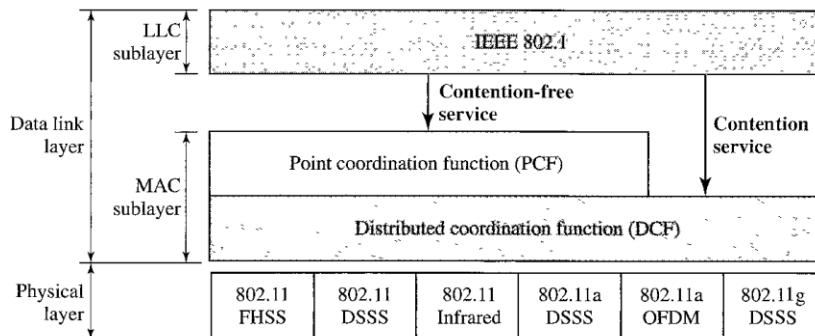 LLC
sublayer
IEEE 802.1
Contention-free
service
Contention
service
Data link
layer
MAC
sublayer
Point coordination function (PCF)
Distributed coordination function (DCF)
Physical
layer
802.11
FHSS
802.11
DSSS
802.11
Infrared
802.11a
DSSS
802.11a
OFDM
802.11g
DSSS